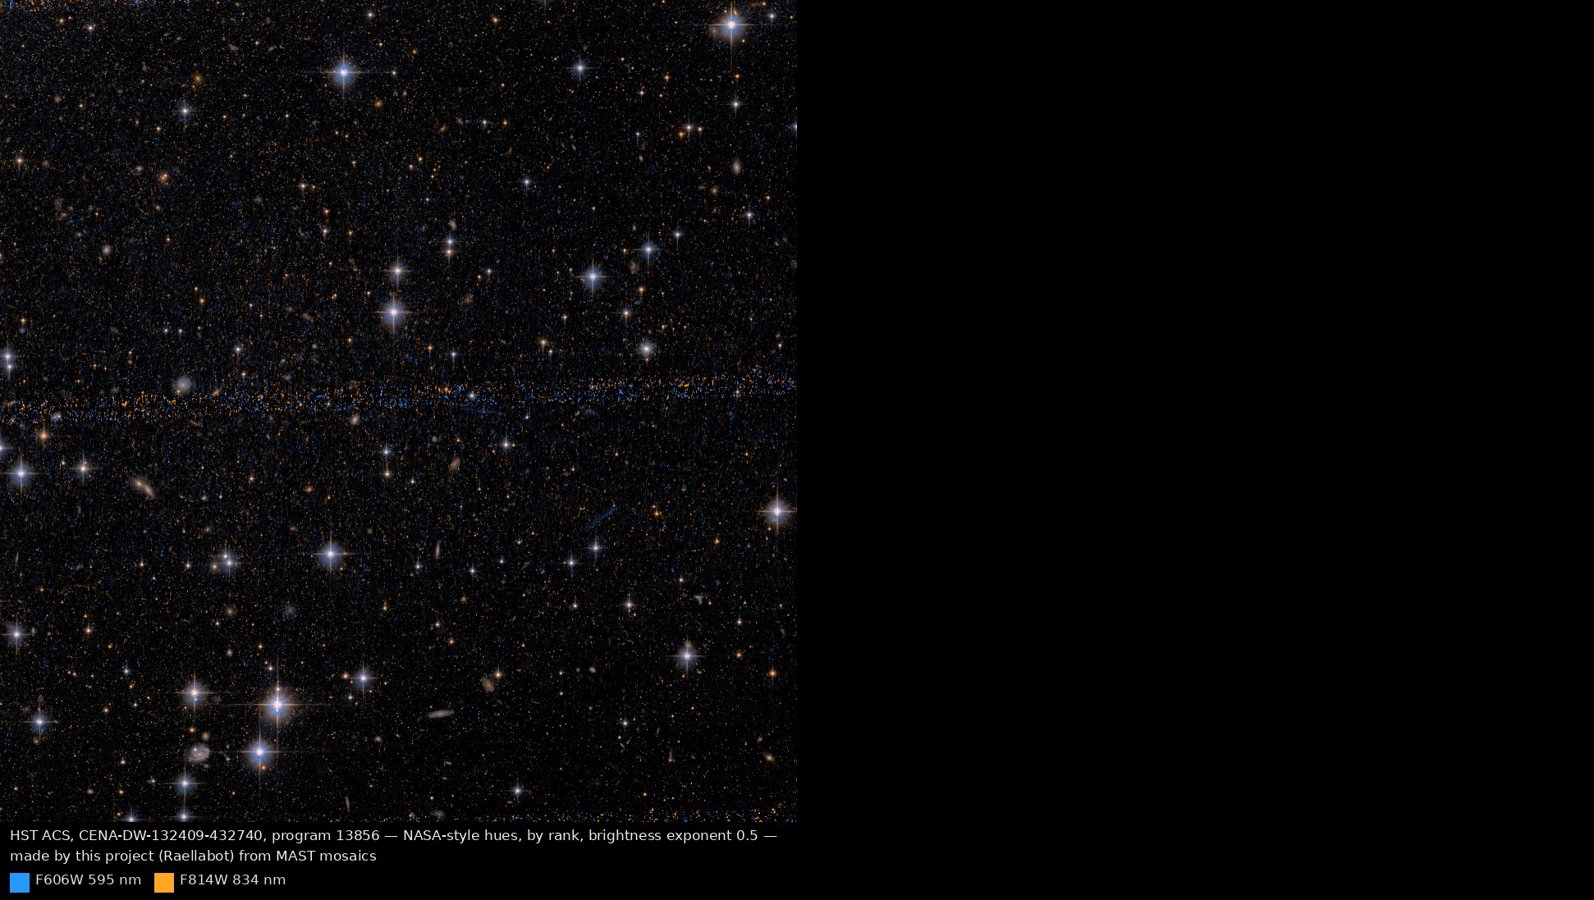 HST ACS, CENA-DW-132409-432740, program 13856 — NASA-style hues, by rank, brightness exponent 0.5 —
made by this project (Raellabot) from MAST mosaics
F606W 595 nm F814W 834 nm